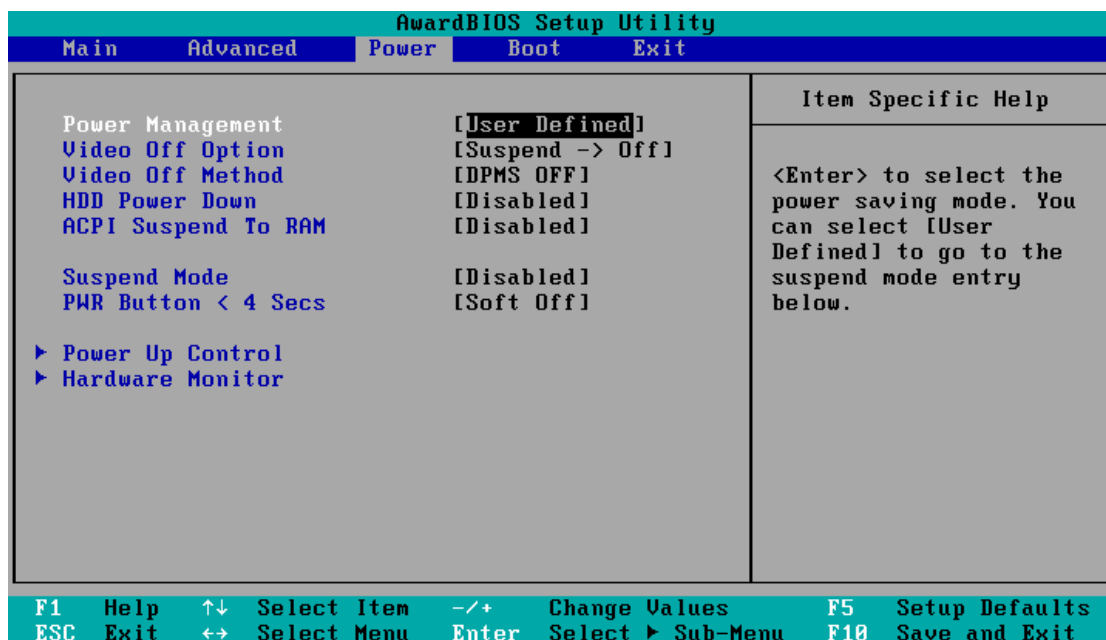 AwardBIOS Setup Utility
Main Advanced Power Boot Exit
Item Specific Help
Power Management [User Defined]
Video Off Option [Suspend -> Off]
Video Off Method [DPMS OFF]
HDD Power Down [Disabled]
ACPI Suspend To RAM [Disabled]
Suspend Mode [Disabled]
PWR Button < 4 Secs [Soft Off]
▶ Power Up Control
▶ Hardware Monitor
<Enter> to select the
power saving mode. You
can select [User
Defined] to go to the
suspend mode entry
below.
F1 Help ↑↓ Select Item -/+ Change Values F5 Setup Defaults
ESC Exit ↔ Select Menu Enter Select ▶ Sub-Menu F10 Save and Exit